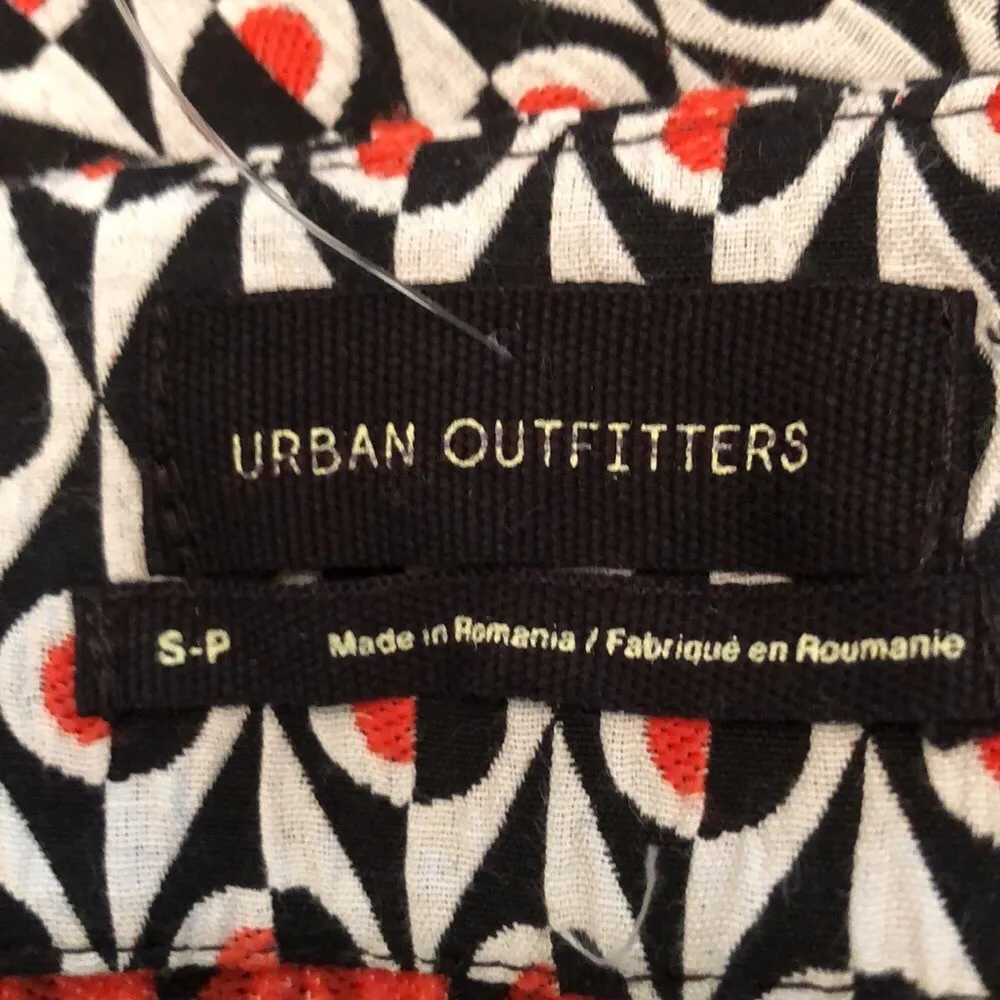 URBAN OUTFITTERS
S-P Made in Romania / Fabriqué en Roumanie